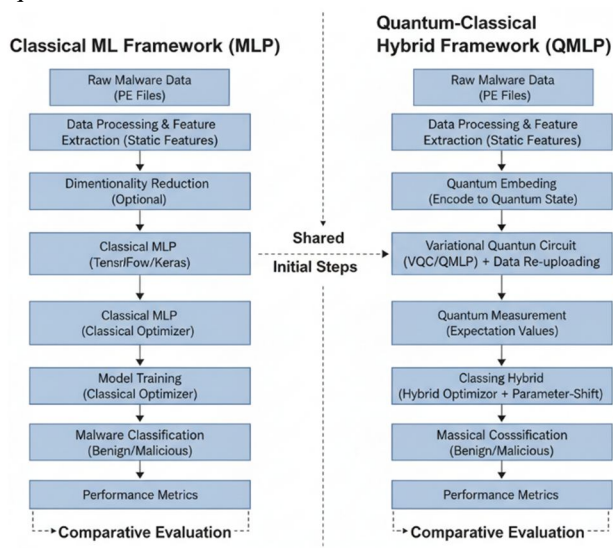 Classical ML Framework (MLP)
Raw Malware Data
(PE Files)
Data Processing & Feature
Extraction (Static Features)
Dimentionality Reduction
(Optional)
Classical MLP
(Tensr/Fow/Keras)
Classical MLP
(Classical Optimizer)
Model Training
(Classical Optimizer)
Malware Classification
(Benign/Malicious)
Performance Metrics
Comparative Evaluation
Shared
Initial Steps
Quantum-Classical
Hybrid Framework (QMLP)
Raw Malware Data
(PE Files)
Data Processing & Feature
Extraction (Static Features)
Quantum Embeding
(Encode to Quantum State)
Variational Quantun Circuit
(VQC/QMLP) + Data Re-uploading
Quantum Measurement
(Expectation Values)
Classing Hybrid
(Hybrid Optimizor + Parameter-Shift)
Massical Cosssification
(Benign/Malicious)
Performance Metrics
Comparative Evaluation